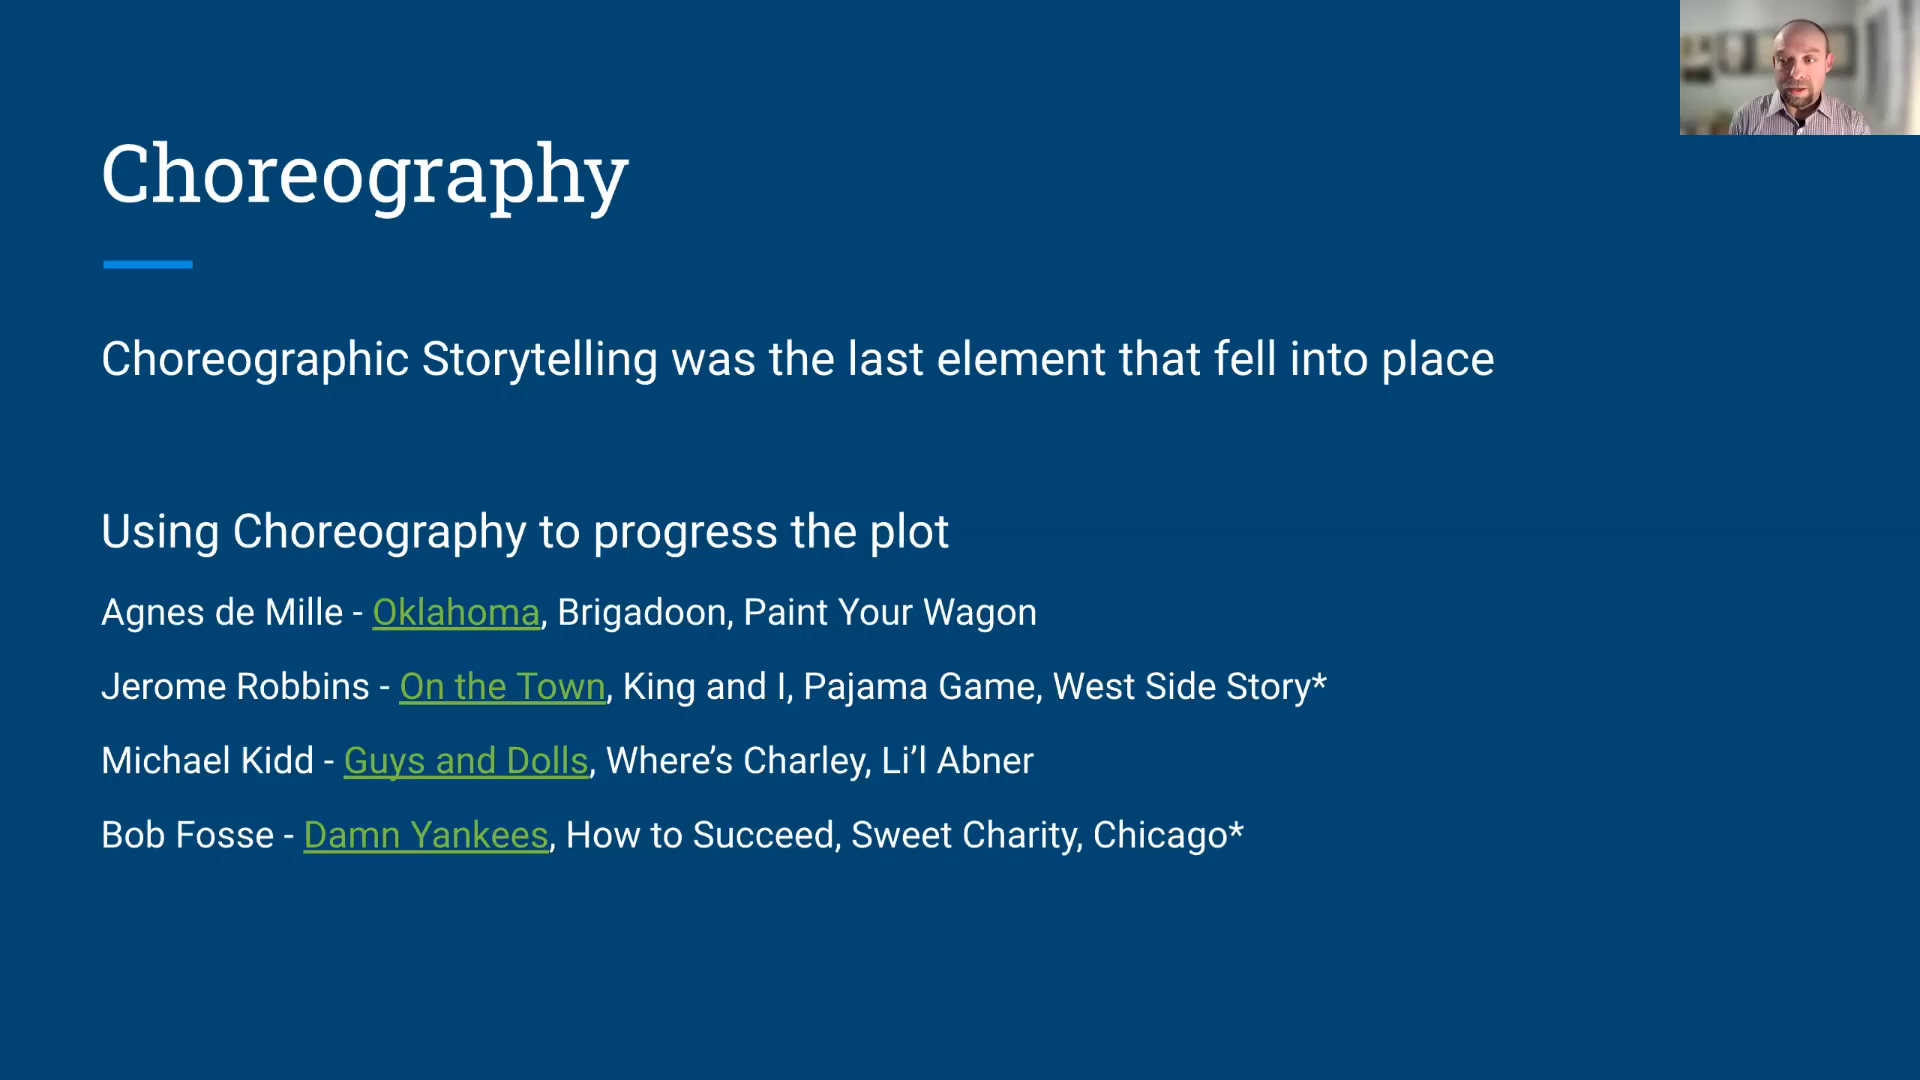 Choreography
Choreographic Storytelling was the last element that fell into place
Using Choreography to progress the plot
Agnes de Mille - Oklahoma, Brigadoon, Paint Your Wagon
Jerome Robbins - On the Town, King and I, Pajama Game, West Side Story*
Michael Kidd - Guys and Dolls, Where’s Charley, Li’l Abner
Bob Fosse - Damn Yankees, How to Succeed, Sweet Charity, Chicago*